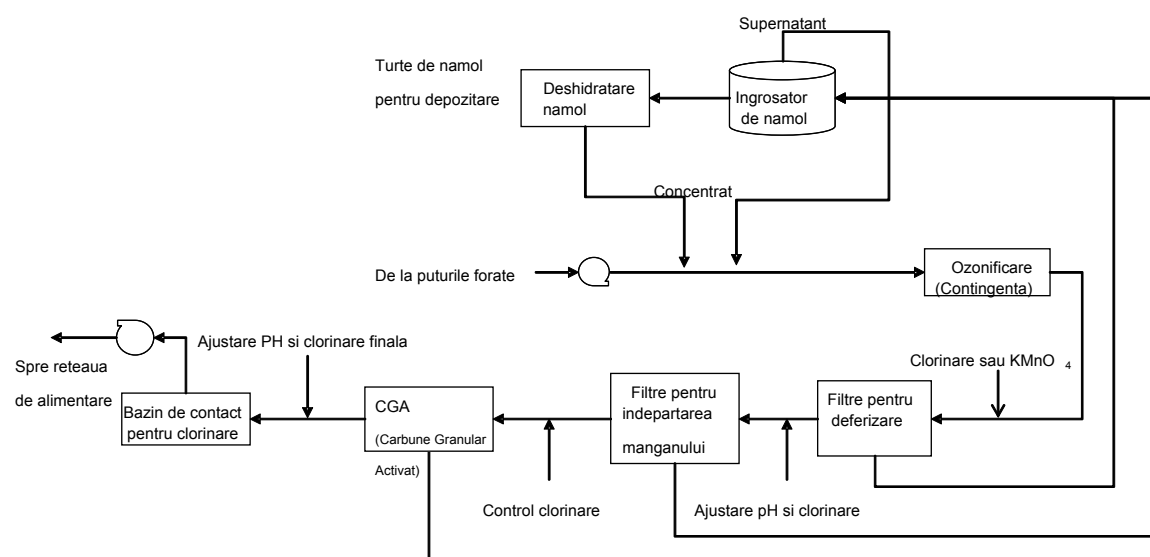 Supernatant
Turte de namol
pentru depozitare
Deshidratare
namol
Ingrosator
de namol
Concentrat
De la puturile forate
Ozonificare
(Contingenta)
Ajustare PH si clorinare finala
Clorinare sau KMnO 4
Spre reteaua
de alimentare
Bazin de contact
pentru clorinare
CGA
(Carbune Granular
Activat)
Filtre pentru
indepartarea
manganului
Filtre pentru
deferizare
Control clorinare
Ajustare pH si clorinare